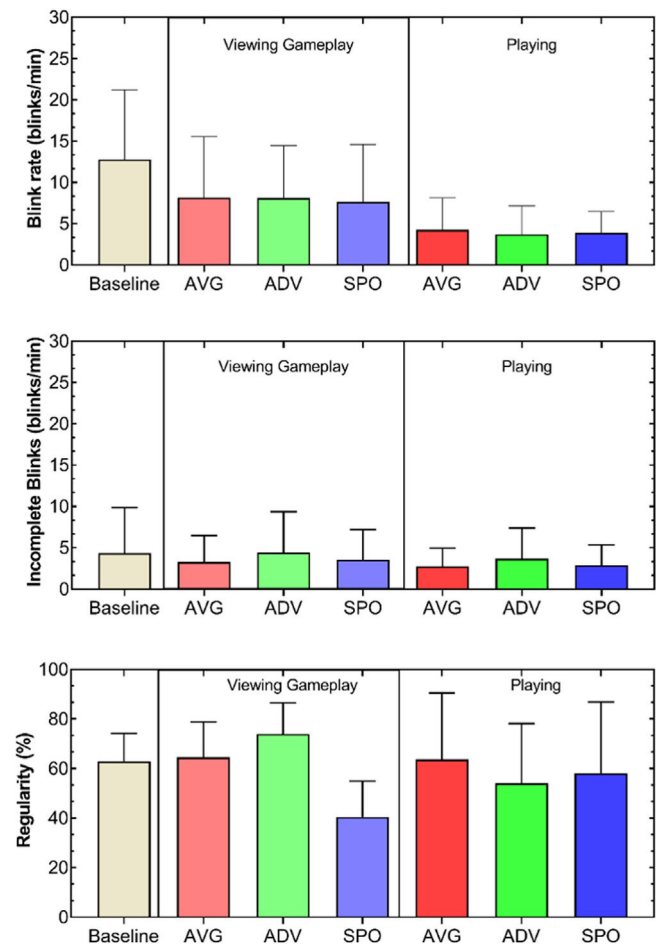 Blink rate (blinks/min)
30
25
20
15
10
5
0
Viewing Gameplay
Playing
Baseline AVG ADV SPO AVG ADV SPO
Incomplete Blinks (blinks/min)
30
25
20
15
10
5
0
Viewing Gameplay
Playing
Baseline AVG ADV SPO AVG ADV SPO
Regularity (%)
100
80
60
40
20
0
Viewing Gameplay
Playing
Baseline AVG ADV SPO AVG ADV SPO